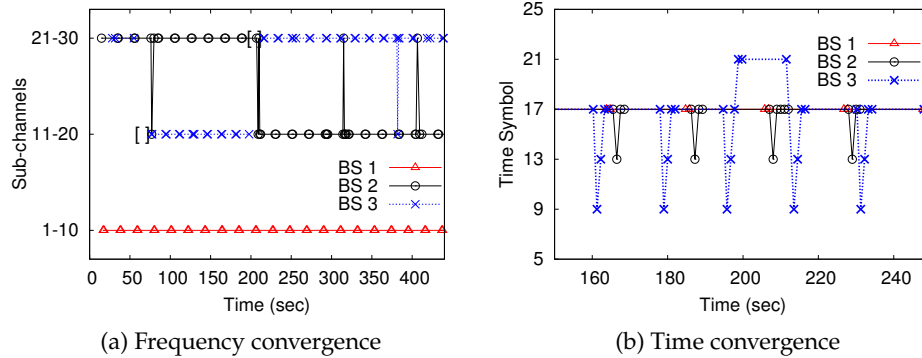 21-30
11-20
1-10
Sub-channels
[ ]
[ ]
BS 1
BS 2
BS 3
0 50 100 150 200 250 300 350 400
Time (sec)
(a) Frequency convergence
25
21
17
13
9
5
Time Symbol
BS 1
BS 2
BS 3
160 180 200 220 240
Time (sec)
(b) Time convergence